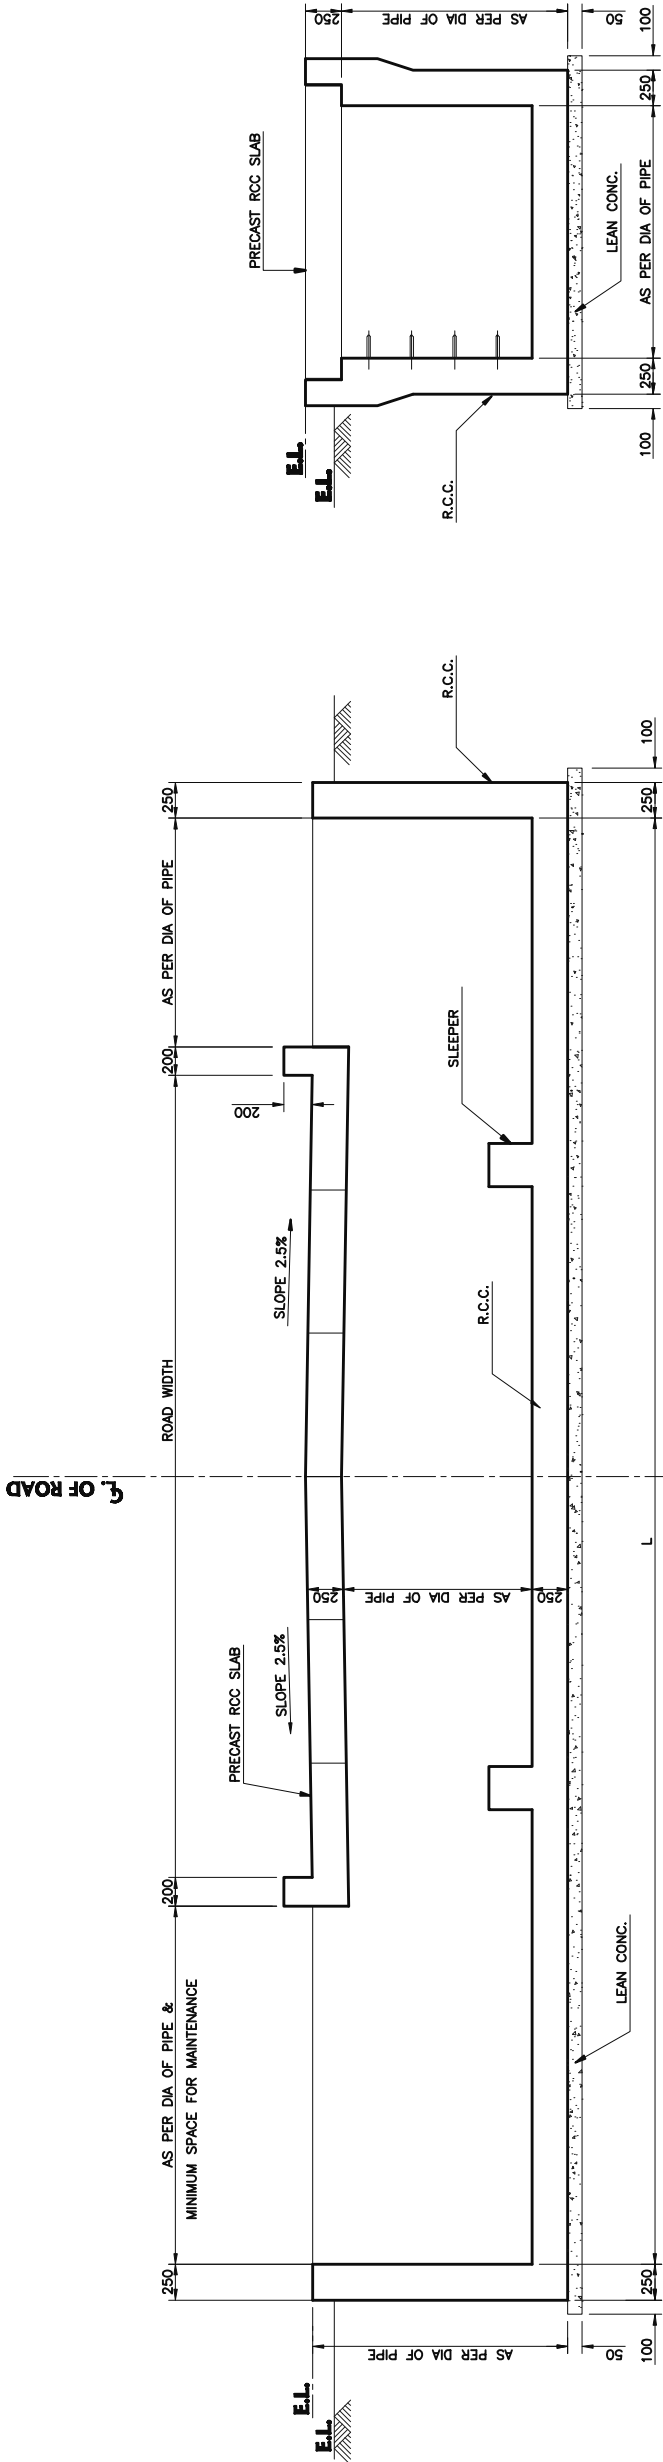 250
AS PER DIA OF PIPE
50
100
250
AS PER DIA OF PIPE
250
100
PRECAST RCC SLAB
LEAN CONC.
E.L.
E.L.
R.C.C.
R.C.C.
250
AS PER DIA OF PIPE
200
200
ROAD WIDTH
SLOPE 2.5%
SLEEPER
R.C.C.
100
250
℄. OF ROAD
L
250
AS PER DIA OF PIPE
250
SLOPE 2.5%
PRECAST RCC SLAB
200
AS PER DIA OF PIPE &
MINIMUM SPACE FOR MAINTENANCE
LEAN CONC.
250
250
100
AS PER DIA OF PIPE
50
E.L.
E.L.